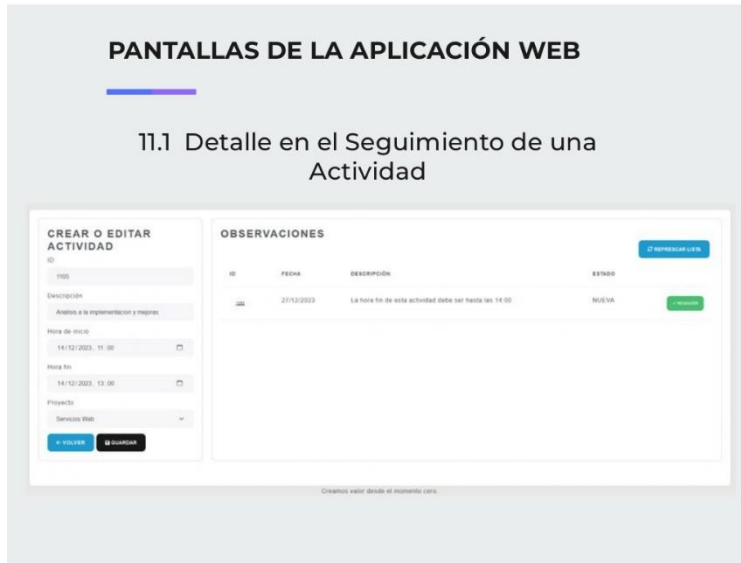 PANTALLAS DE LA APLICACIÓN WEB
11.1 Detalle en el Seguimiento de una
Actividad
CREAR O EDITAR
ACTIVIDAD
ID
1105
Descripción
Analisis a la implementacion y mejoras
Hora de inicio
14/12/2023, 11:00
Hora fin
14/12/2023, 13:00
Proyecto
Servicios Web
VOLVER GUARDAR
OBSERVACIONES
REFRESCAR LISTA
ID FECHA DESCRIPCIÓN ESTADO
27/12/2023 La hora fin de esta actividad debe ser hasta las 14:00 NUEVA
Creamos valor desde el momento cero.